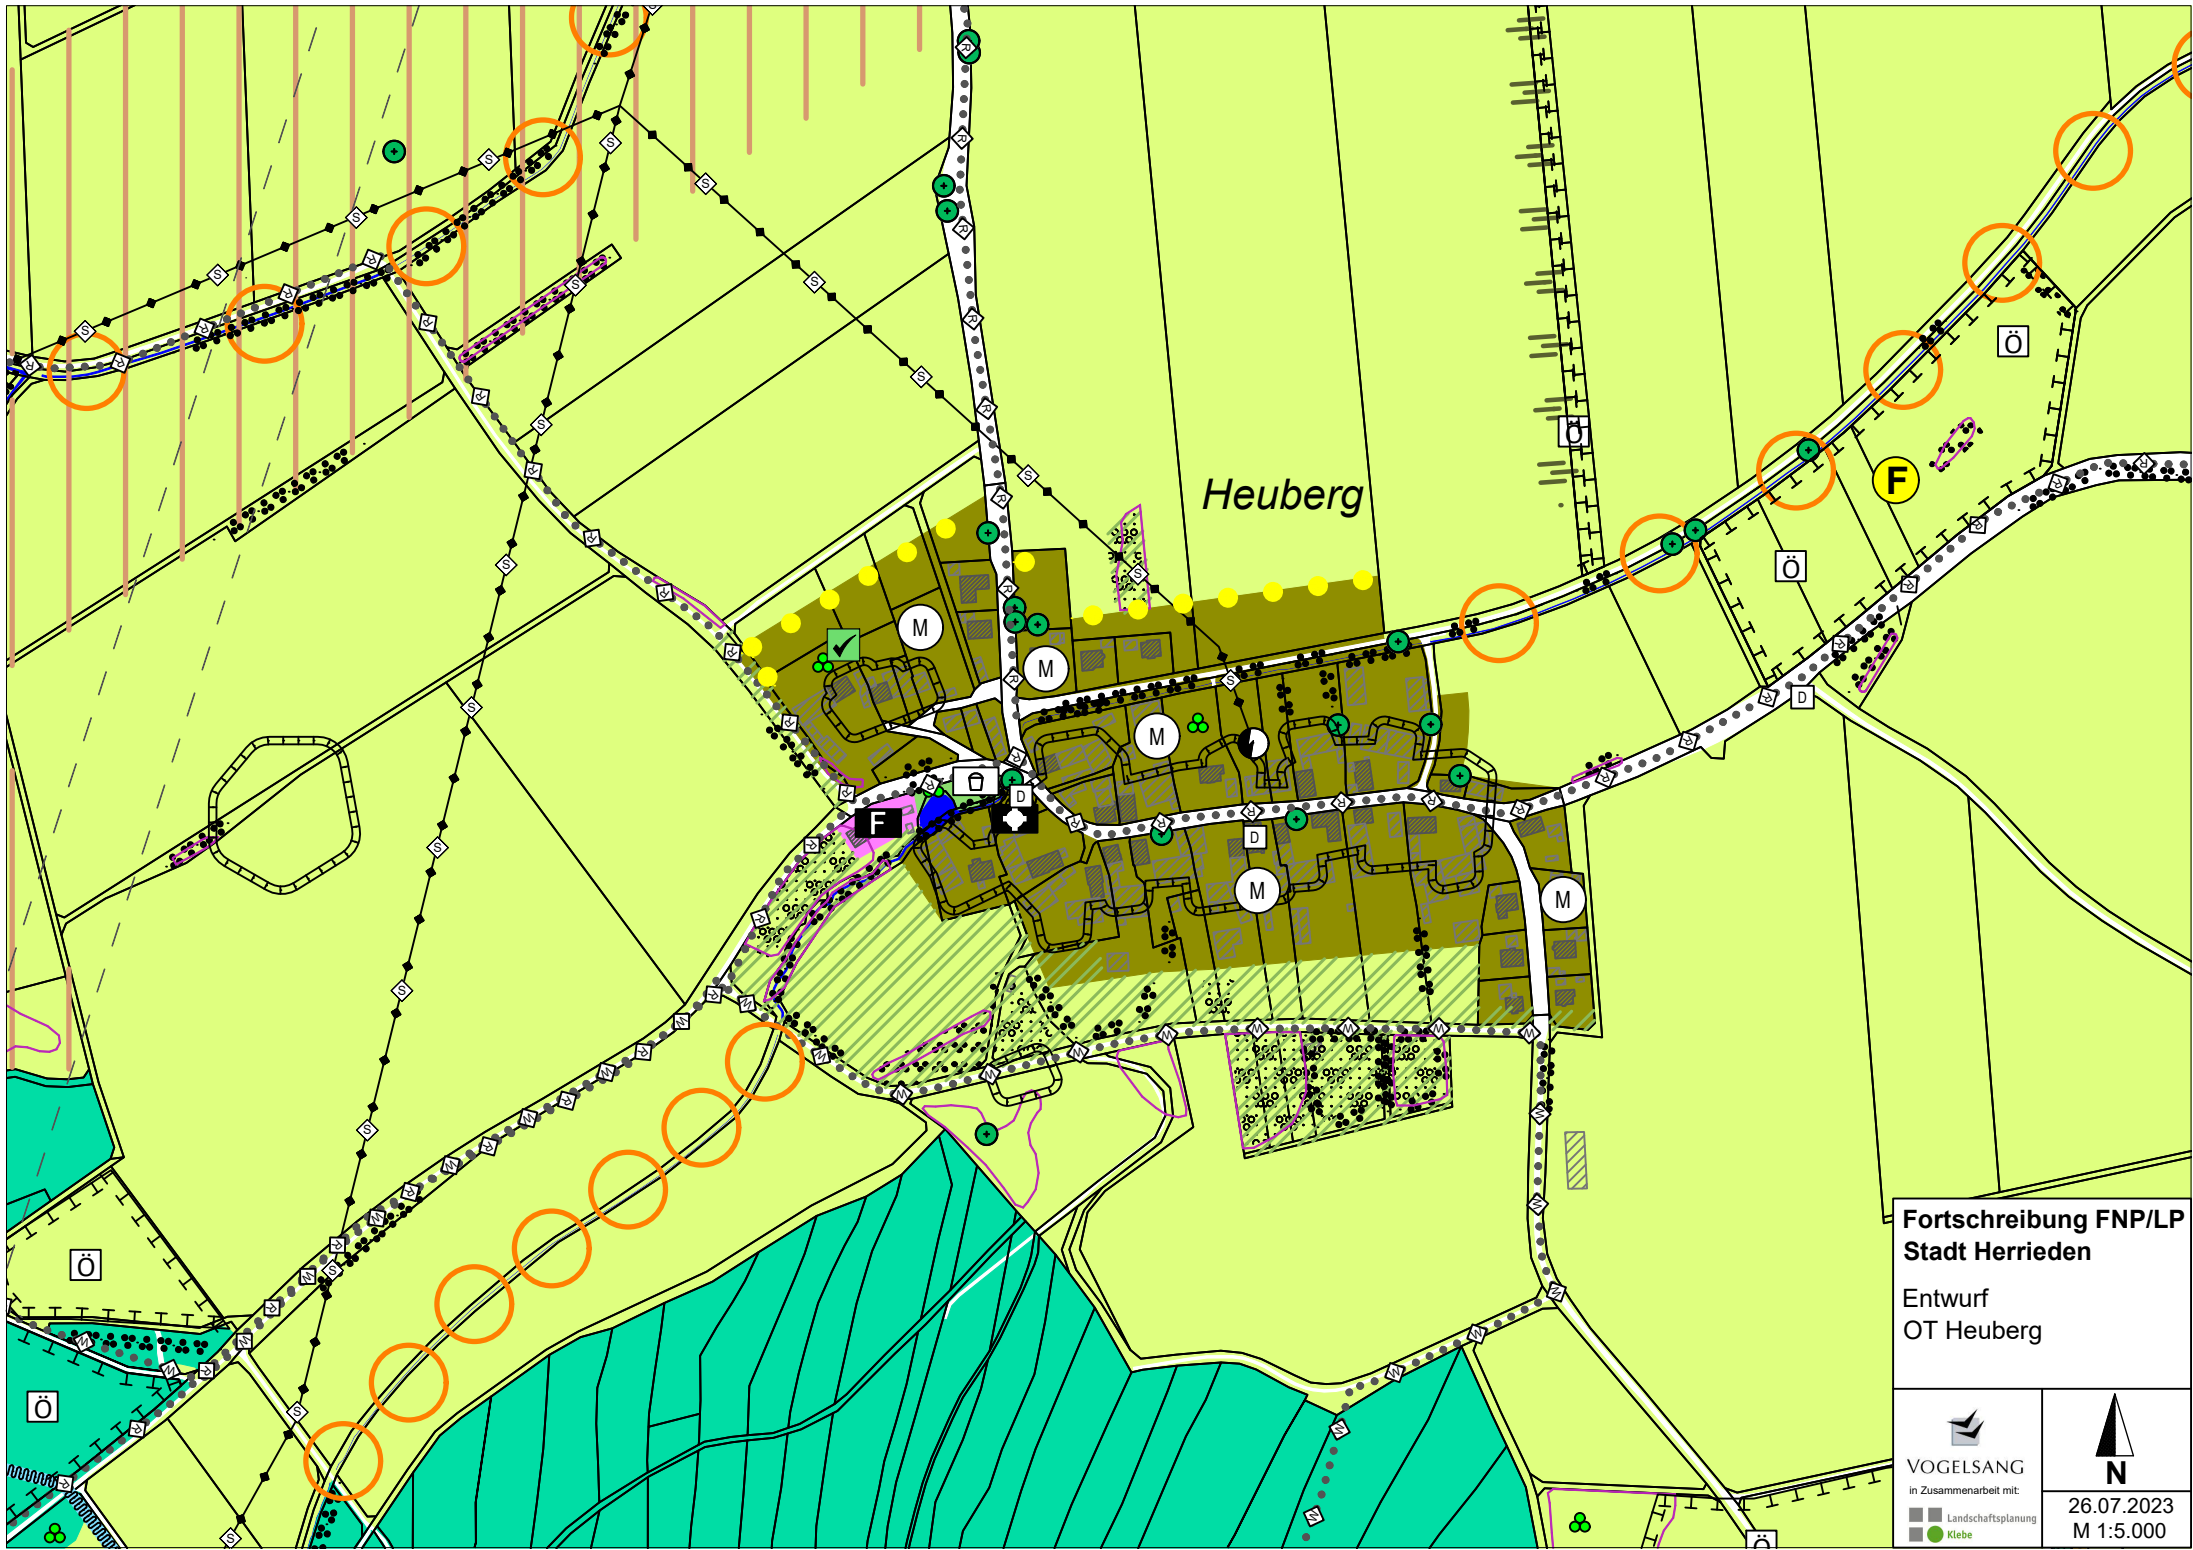 Heuberg
Ö
Ö
F
Ö
M
M
M
D
D
F
D
M
M
Ö
Ö
Ö
Fortschreibung FNP/LP
Stadt Herrieden
Entwurf
OT Heuberg
VOGELSANG
in Zusammenarbeit mit:
Landschaftsplanung
Klebe
N
26.07.2023
M 1:5.000